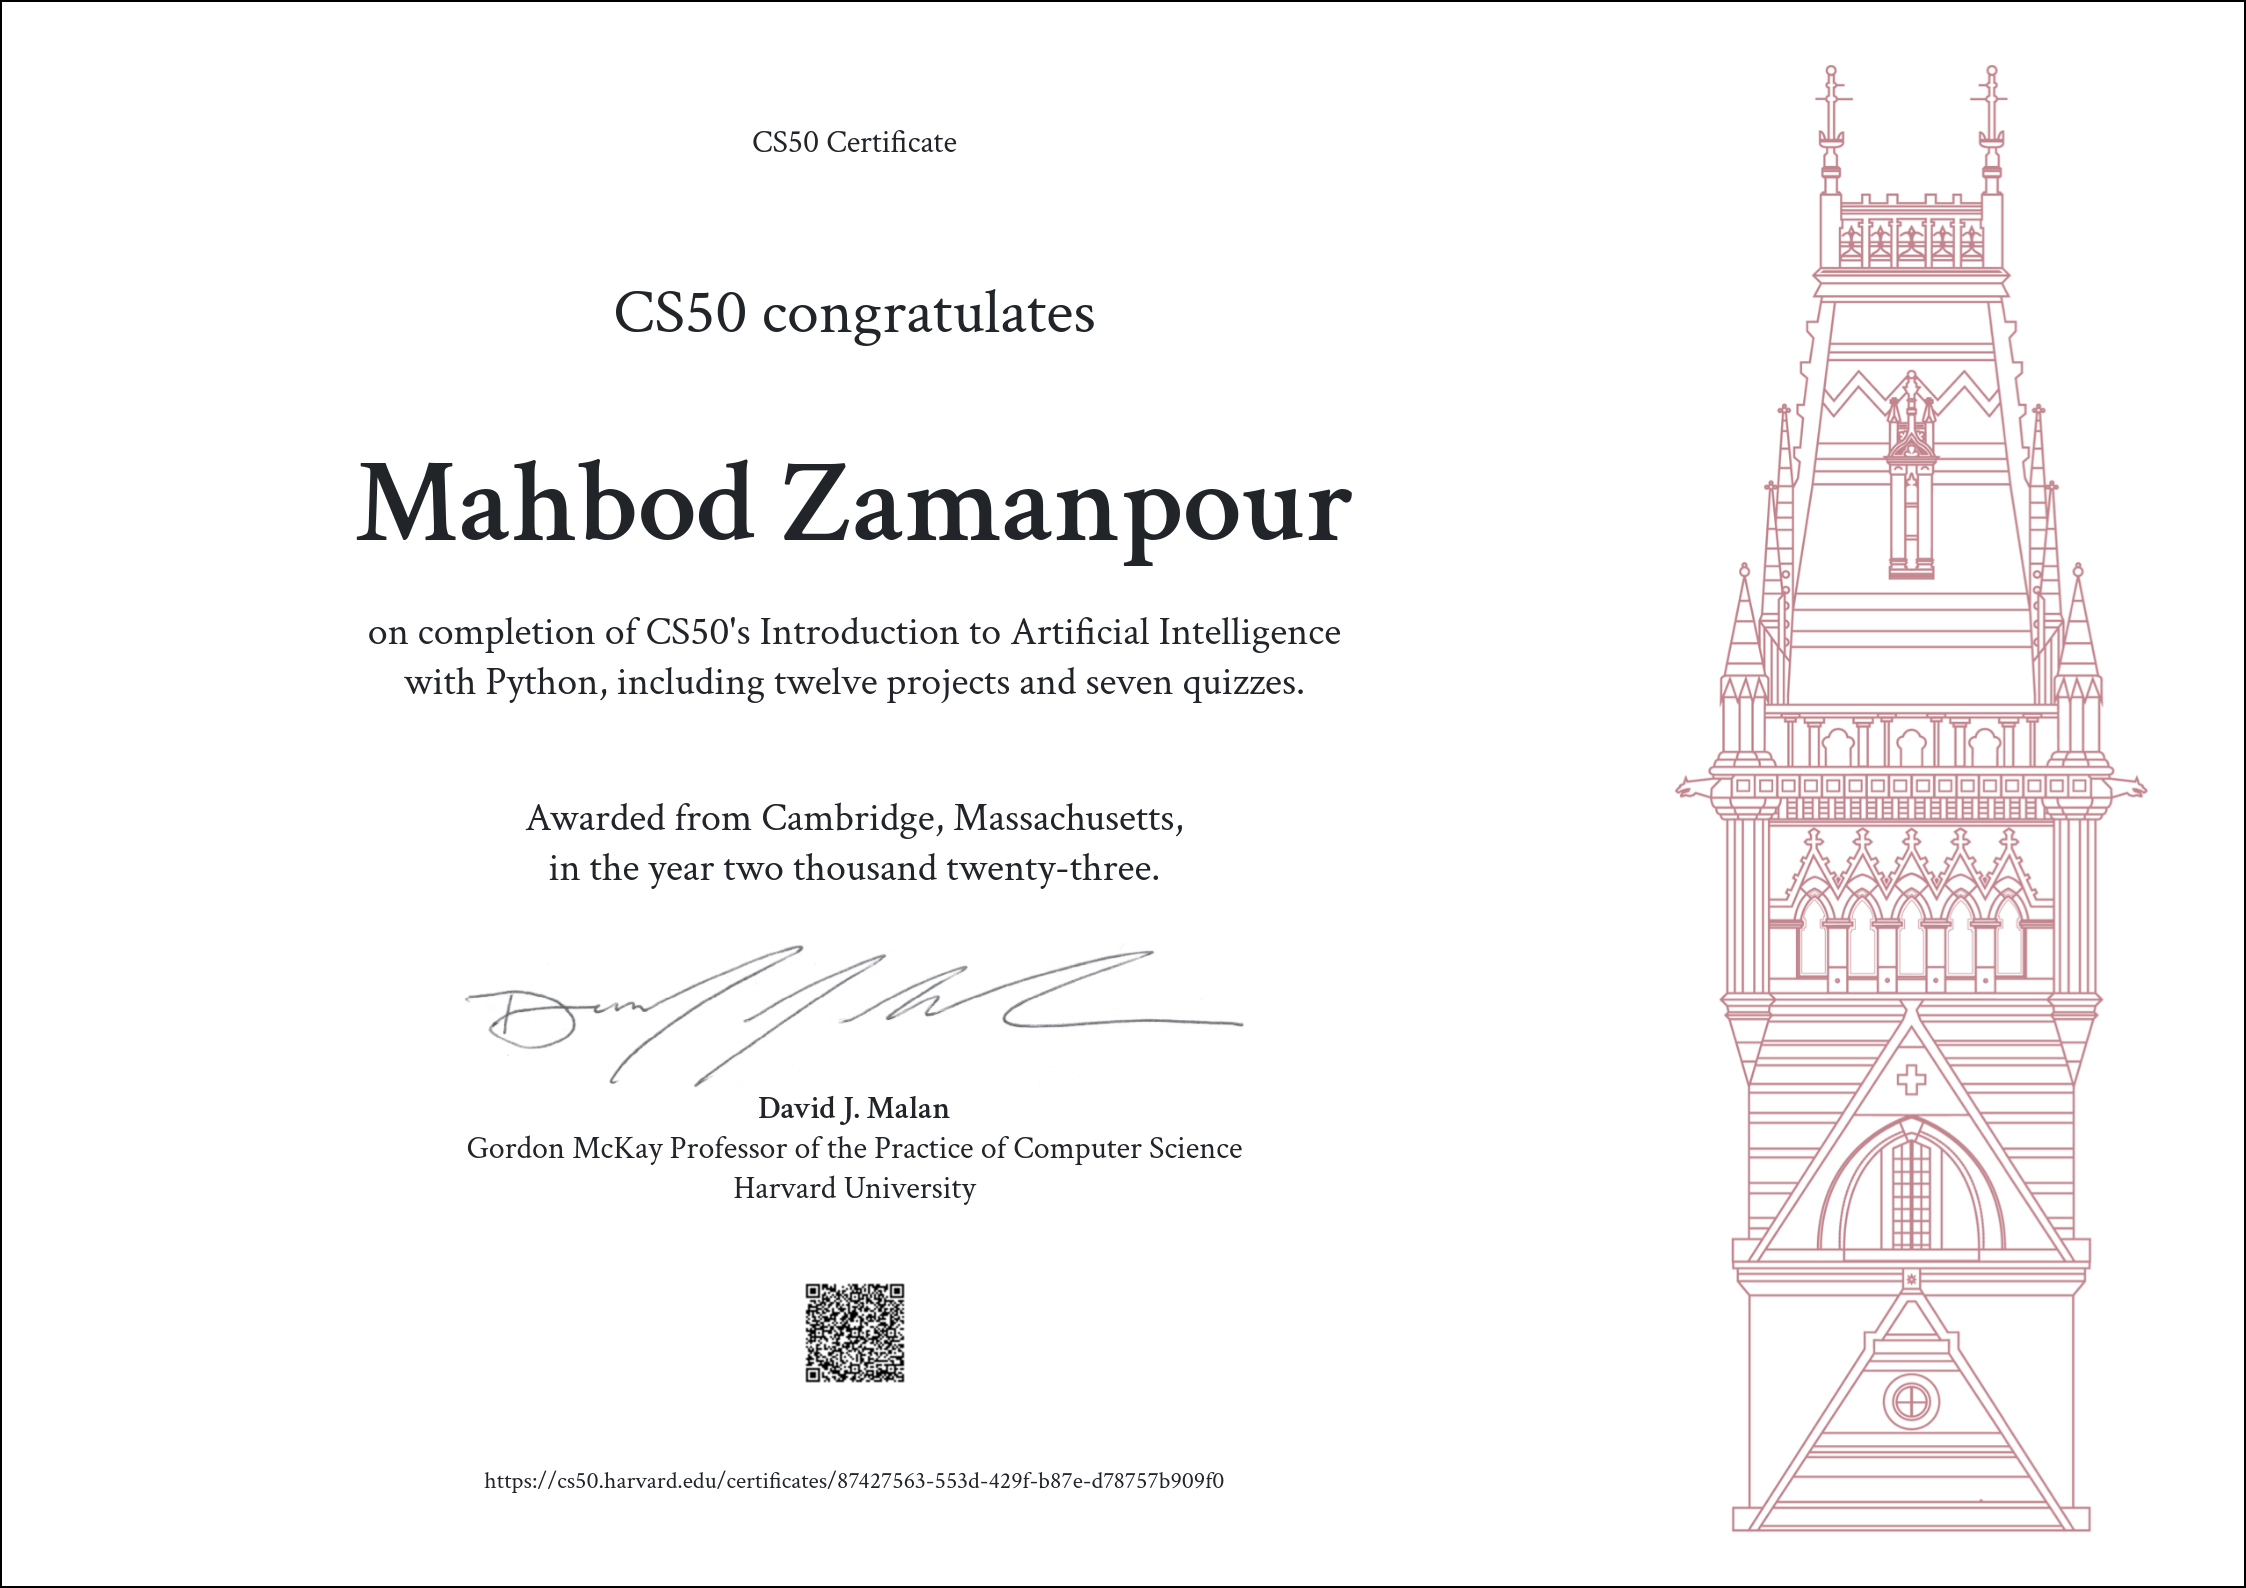 CS50 Certificate
CS50 congratulates
Mahbod Zamanpour
on completion of CS50's Introduction to Artificial Intelligence
with Python, including twelve projects and seven quizzes.
Awarded from Cambridge, Massachusetts,
in the year two thousand twenty-three.
David J. Malan
Gordon McKay Professor of the Practice of Computer Science
Harvard University
https://cs50.harvard.edu/certificates/87427563-553d-429f-b87e-d78757b909f0